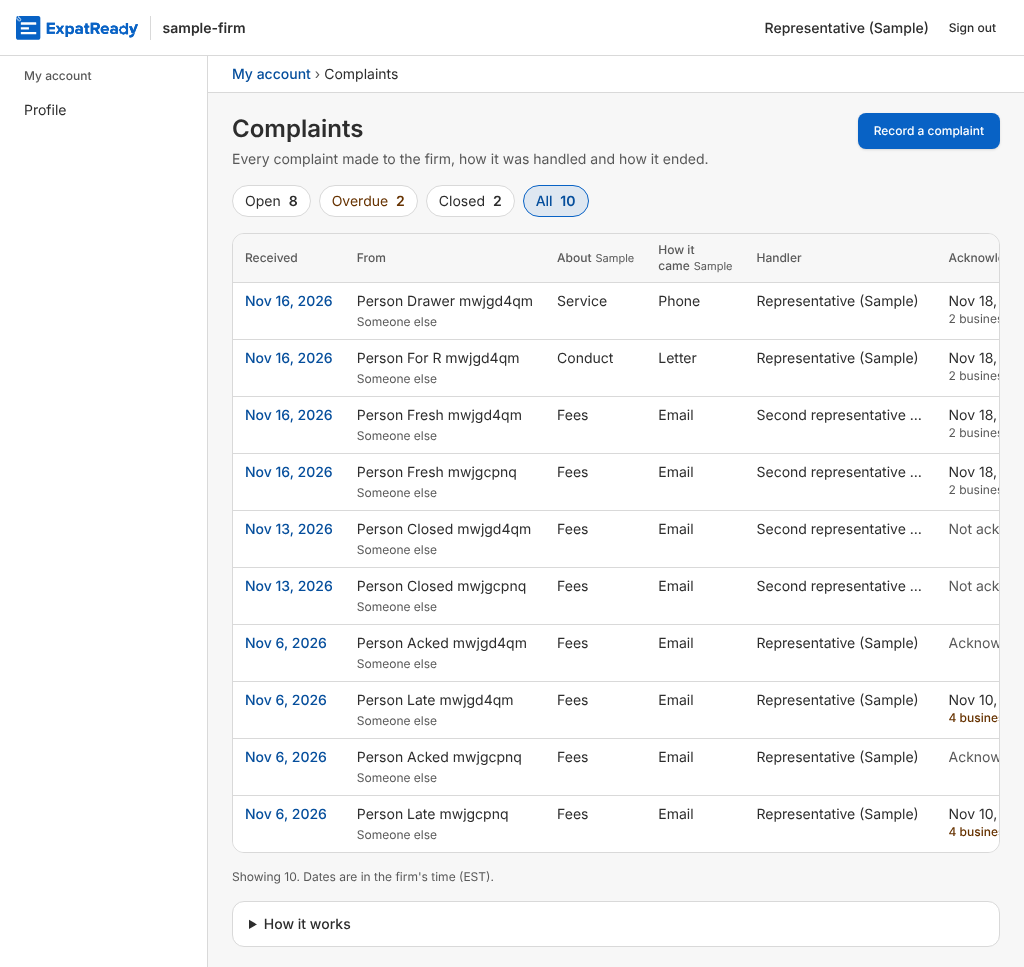 ExpatReady
sample-firm
Representative (Sample)
Sign out
My account
Profile
My account › Complaints
Complaints
Record a complaint
Every complaint made to the firm, how it was handled and how it ended.
Open 8
Overdue 2
Closed 2
All 10
Received
From
About Sample
How it
came Sample
Handler
Nov 16, 2026
Person Drawer mwjgd4qm
Someone else
Service
Phone
Representative (Sample)
Nov 18,
2
Nov 16, 2026
Person For R mwjgd4qm
Someone else
Conduct
Letter
Representative (Sample)
Nov 18,
2
Nov 16, 2026
Person Fresh mwjgd4qm
Someone else
Fees
Email
Second representative ...
Nov 18,
2
Nov 16, 2026
Person Fresh mwjgcpnq
Someone else
Fees
Email
Second representative ...
Nov 18,
2
Nov 13, 2026
Person Closed mwjgd4qm
Someone else
Fees
Email
Second representative ...
Not
Nov 13, 2026
Person Closed mwjgcpnq
Someone else
Fees
Email
Second representative ...
Not
Nov 6, 2026
Person Acked mwjgd4qm
Someone else
Fees
Email
Representative (Sample)
Nov 6, 2026
Person Late mwjgd4qm
Someone else
Fees
Email
Representative (Sample)
Nov 10,
4
Nov 6, 2026
Person Acked mwjgcpnq
Someone else
Fees
Email
Representative (Sample)
Nov 6, 2026
Person Late mwjgcpnq
Someone else
Fees
Email
Representative (Sample)
Nov 10,
4
Showing 10. Dates are in the firm's time (EST).
How it works